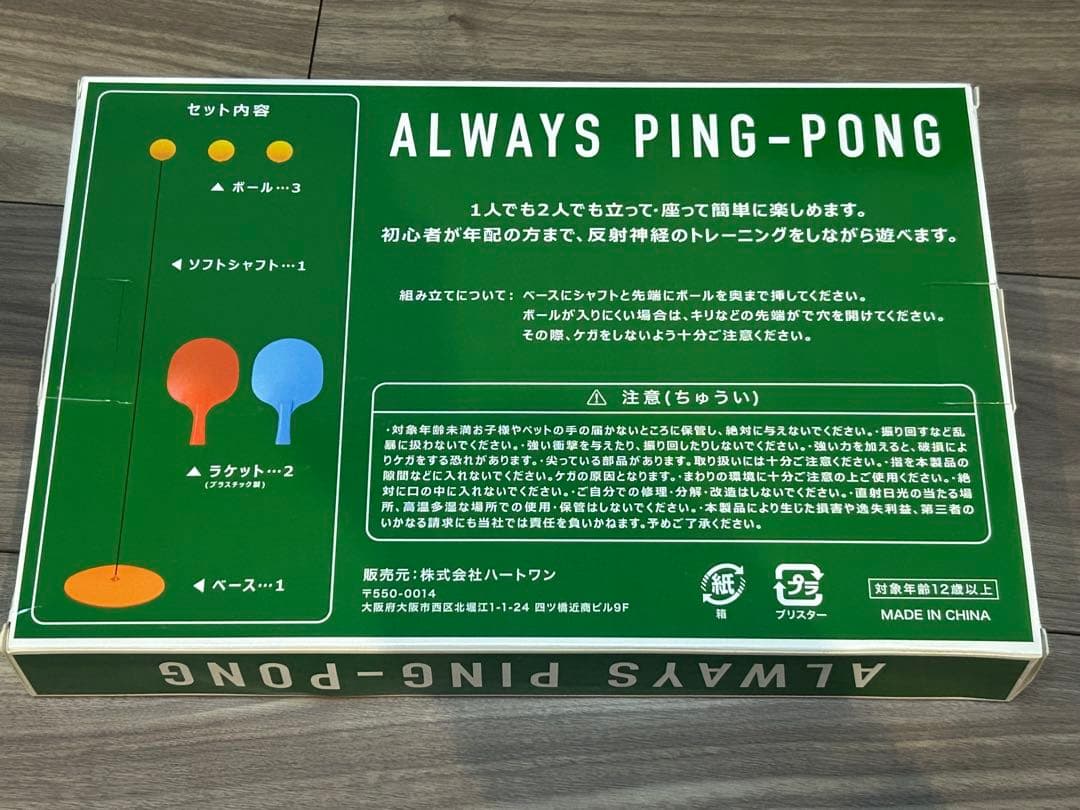 セット内容
▲ ボール…3
◀ ソフトシャフト…1
▲ ラケット…2
(プラスチック製)
◀ ベース…1
ALWAYS PING-PONG
1人でも2人でも立って・座って簡単に楽しめます。
初心者が年配の方まで、反射神経のトレーニングをしながら遊べます。
組み立てについて：ベースにシャフトと先端にボールを奥まで挿してください。
ボールが入りにくい場合は、キリなどの先端がで穴を開けてください。
その際、ケガをしないよう十分ご注意ください。
⚠ 注意(ちゅうい)
・対象年齢未満お子様やペットの手の届かないところに保管し、絶対に与えないでください。・振り回すなど乱
暴に扱わないでください。・強い衝撃を与えたり、振り回したりしないでください。・強い力を加えると、破損によ
りケガをする恐れがあります。・尖っている部品があります。取り扱いには十分ご注意ください。・指を本製品の
隙間などに入れないでください。ケガの原因となります。・まわりの環境に十分ご注意の上ご使用ください。・絶
対に口の中に入れないでください。・ご自分での修理・分解・改造はしないでください。・直射日光の当たる場
所、高温多湿な場所での使用・保管はしないでください。・本製品により生じた損害や逸失利益、第三者の
いかなる請求にも当社では責任を負いかねます。予めご了承ください。
販売元：株式会社ハートワン
〒550-0014
大阪府大阪市西区北堀江1-1-24 四ツ橋近商ビル9F
紙
箱
プラ
ブリスター
対象年齢12歳以上
MADE IN CHINA
ALWAYS PING-PONG